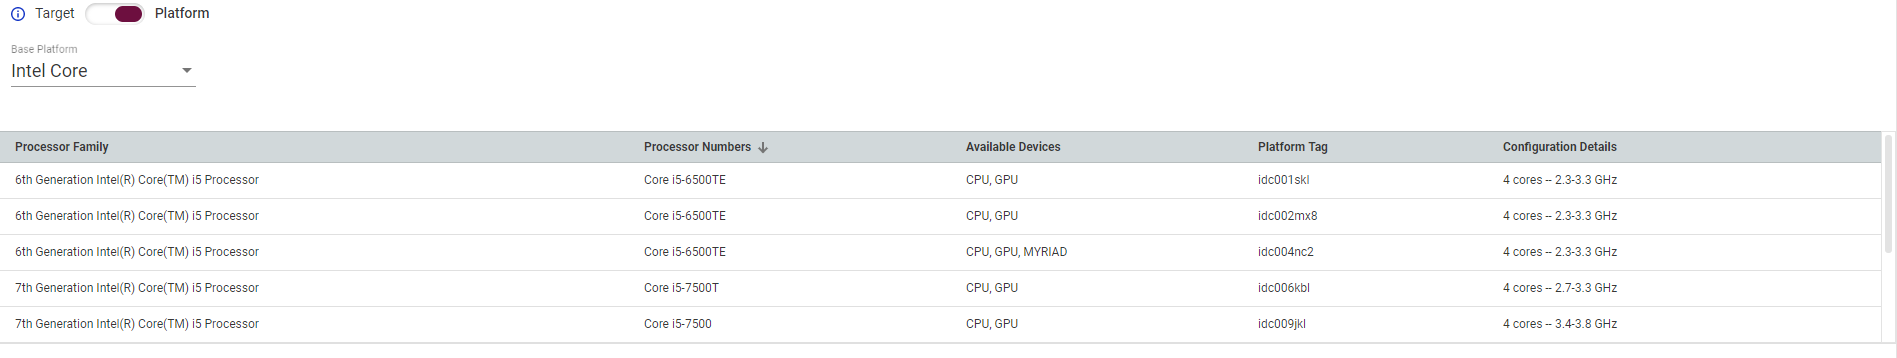 Target Platform
Base Platform
Intel Core
Processor Family Processor Numbers Available Devices Platform Tag Configuration Details
6th Generation Intel(R) Core(TM) i5 Processor Core i5-6500TE CPU, GPU idc001skl 4 cores -- 2.3-3.3 GHz
6th Generation Intel(R) Core(TM) i5 Processor Core i5-6500TE CPU, GPU idc002mx8 4 cores -- 2.3-3.3 GHz
6th Generation Intel(R) Core(TM) i5 Processor Core i5-6500TE CPU, GPU, MYRIAD idc004nc2 4 cores -- 2.3-3.3 GHz
7th Generation Intel(R) Core(TM) i5 Processor Core i5-7500T CPU, GPU idc006kbl 4 cores -- 2.7-3.3 GHz
7th Generation Intel(R) Core(TM) i5 Processor Core i5-7500 CPU, GPU idc009jkl 4 cores -- 3.4-3.8 GHz